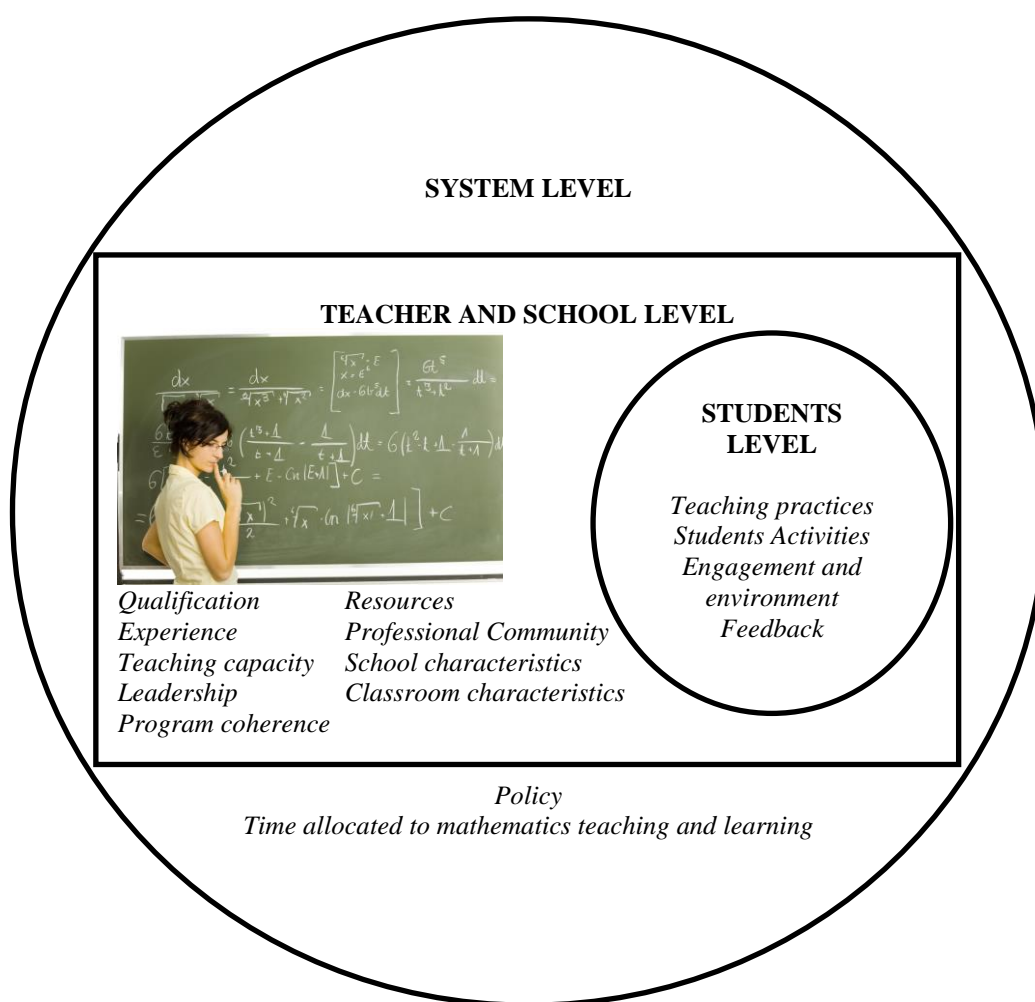 SYSTEM LEVEL
TEACHER AND SCHOOL LEVEL
STUDENTS
LEVEL
Teaching practices
Students Activities
Engagement and
environment
Feedback
Qualification
Experience
Teaching capacity
Leadership
Program coherence
Resources
Professional Community
School characteristics
Classroom characteristics
Policy
Time allocated to mathematics teaching and learning